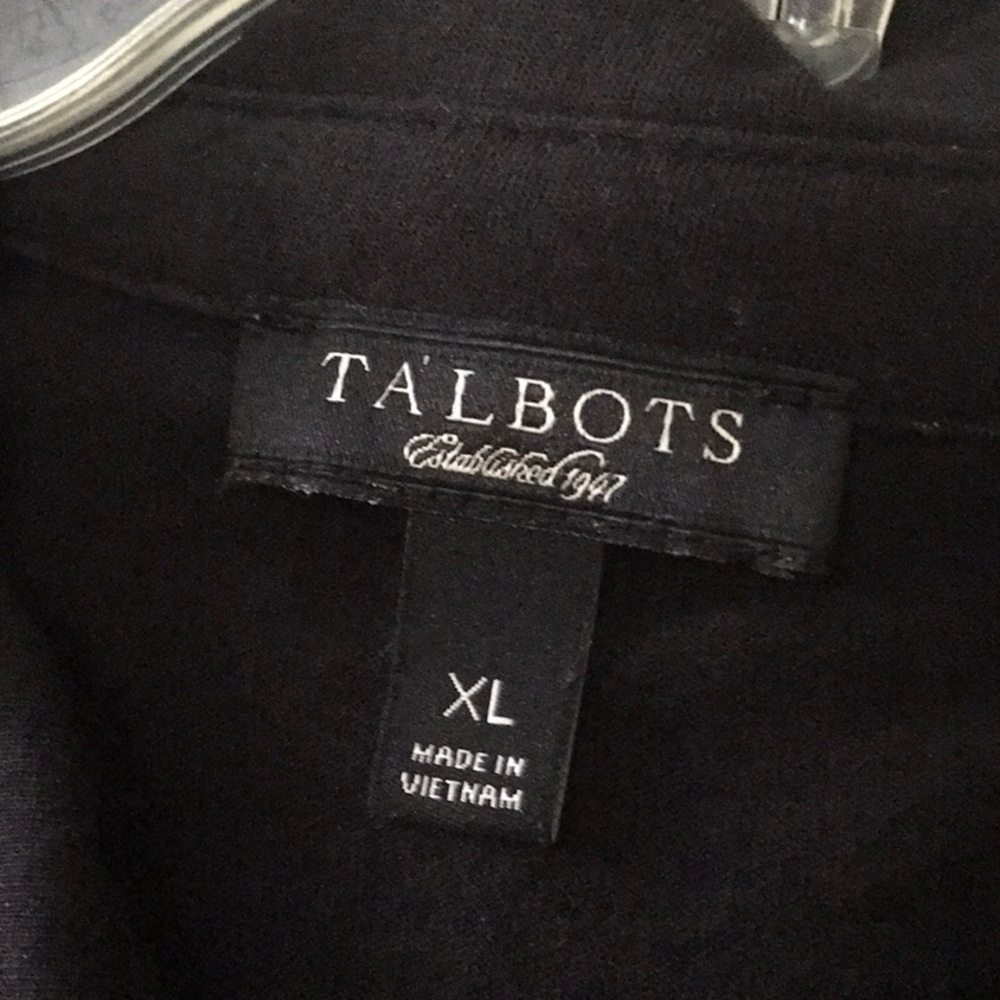 TALBOTS
Established 1947
XL
MADE IN
VIETNAM